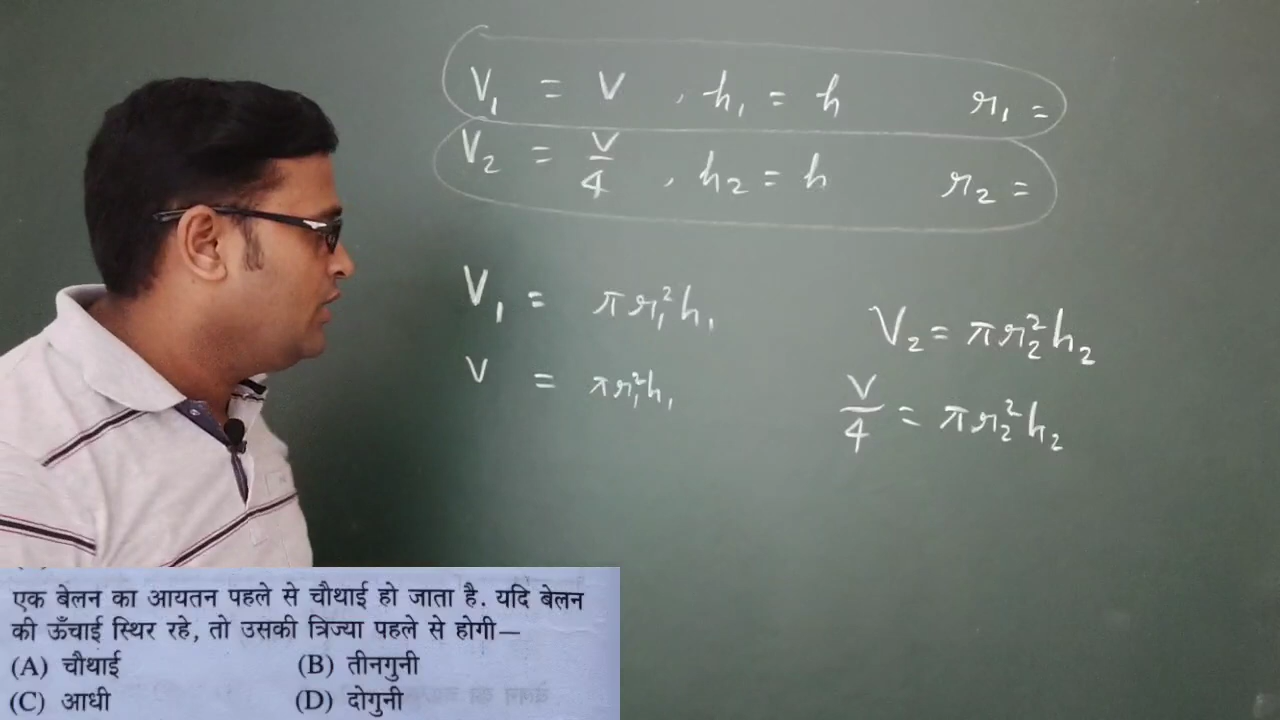 V₁ = V , h₁ = h r₁ =
V₂ = V/4 , h₂ = h r₂ =
V₁ = πr₁²h₁
V = πr₁²h₁
V₂ = πr₂²h₂
V/4 = πr₂²h₂
एक बेलन का आयतन पहले से चौथाई हो जाता है. यदि बेलन
की ऊँचाई स्थिर रहे, तो उसकी त्रिज्या पहले से होगी—
(A) चौथाई (B) तीनगुनी
(C) आधी (D) दोगुनी